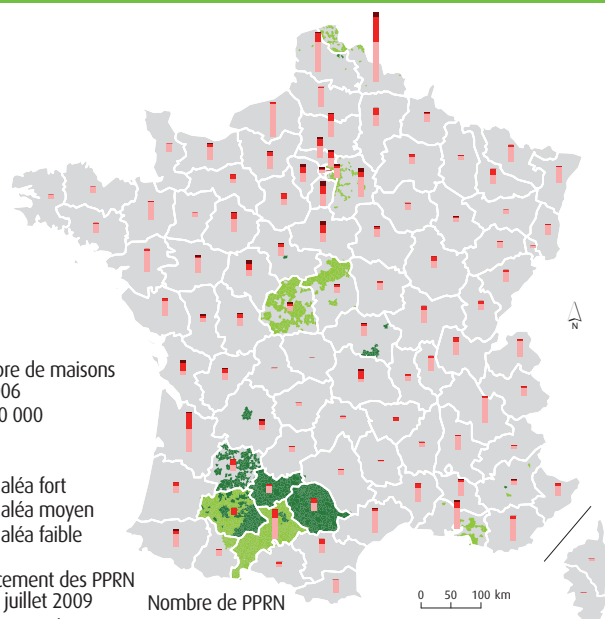 bre de maisons
06
0 000
aléa fort
aléa moyen
aléa faible
cement des PPRN
juillet 2009
Nombre de PPRN
0 50 100 km
N